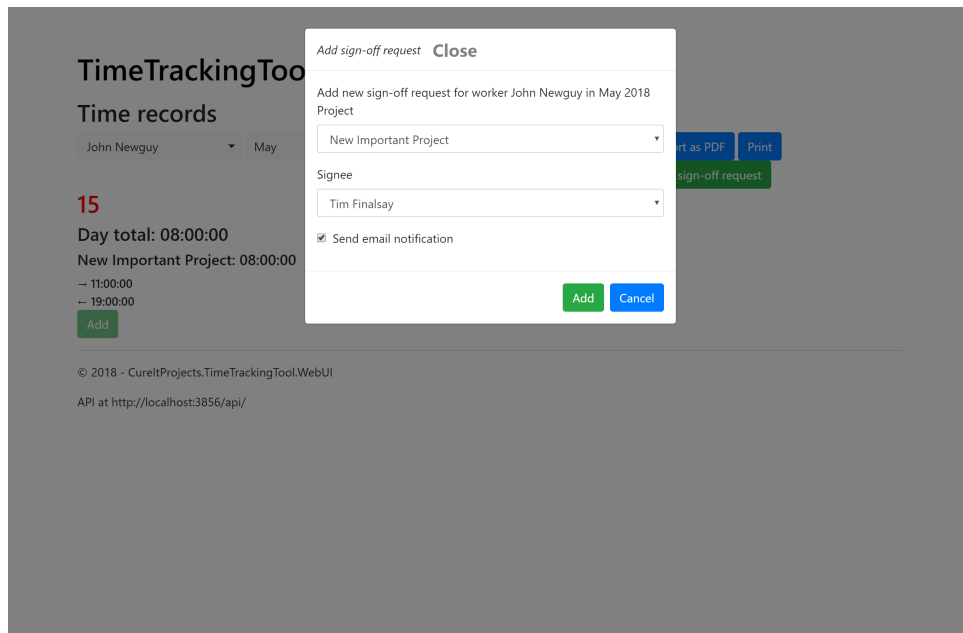 Add sign-off request Close
TimeTrackingToo
Add new sign-off request for worker John Newguy in May 2018
Project
Time records
New Important Project
John Newguy
May
as PDF
Print
Signee
sign-off request
Tim Finalsay
15
Day total: 08:00:00
Send email notification
New Important Project: 08:00:00
→ 11:00:00
← 19:00:00
Add
Cancel
Add
© 2018 - CureItProjects.TimeTrackingTool.WebUI
API at http://localhost:3856/api/